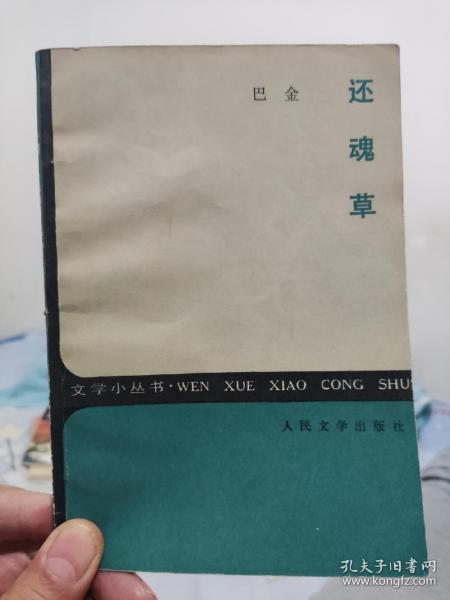 还魂草
巴金
文学小丛书·WEN XUE XIAO CONG SHU
人民文学出版社
孔夫子旧书网
www.kongfz.com